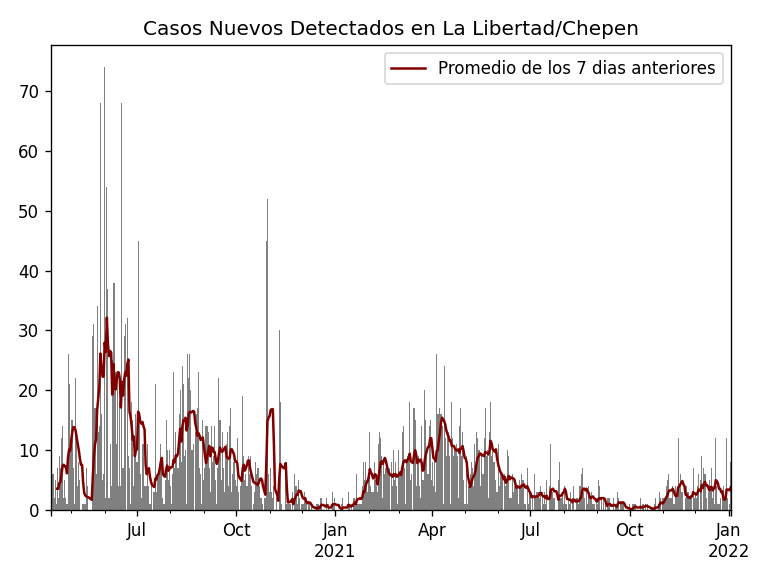 Casos Nuevos Detectados en La Libertad/Chepen
Promedio de los 7 dias anteriores
70
60
50
40
30
20
10
0
Jul
Oct
Jan
2021
Apr
Jul
Oct
Jan
2022